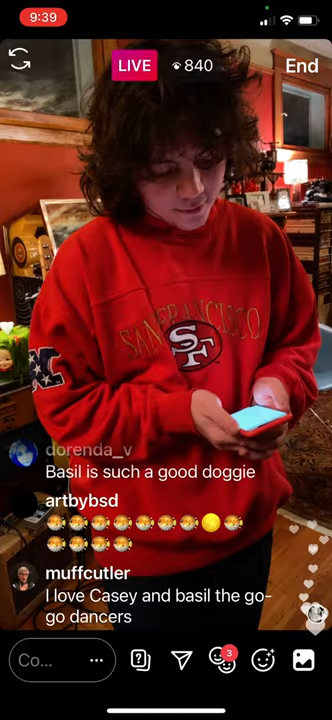 9:39
LIVE
840
End
SAN FRANCISCO
SF
dorenda_v
Basil is such a good doggie
artbybsd
muffcutler
I love Casey and basil the go-
go dancers
Co...
3